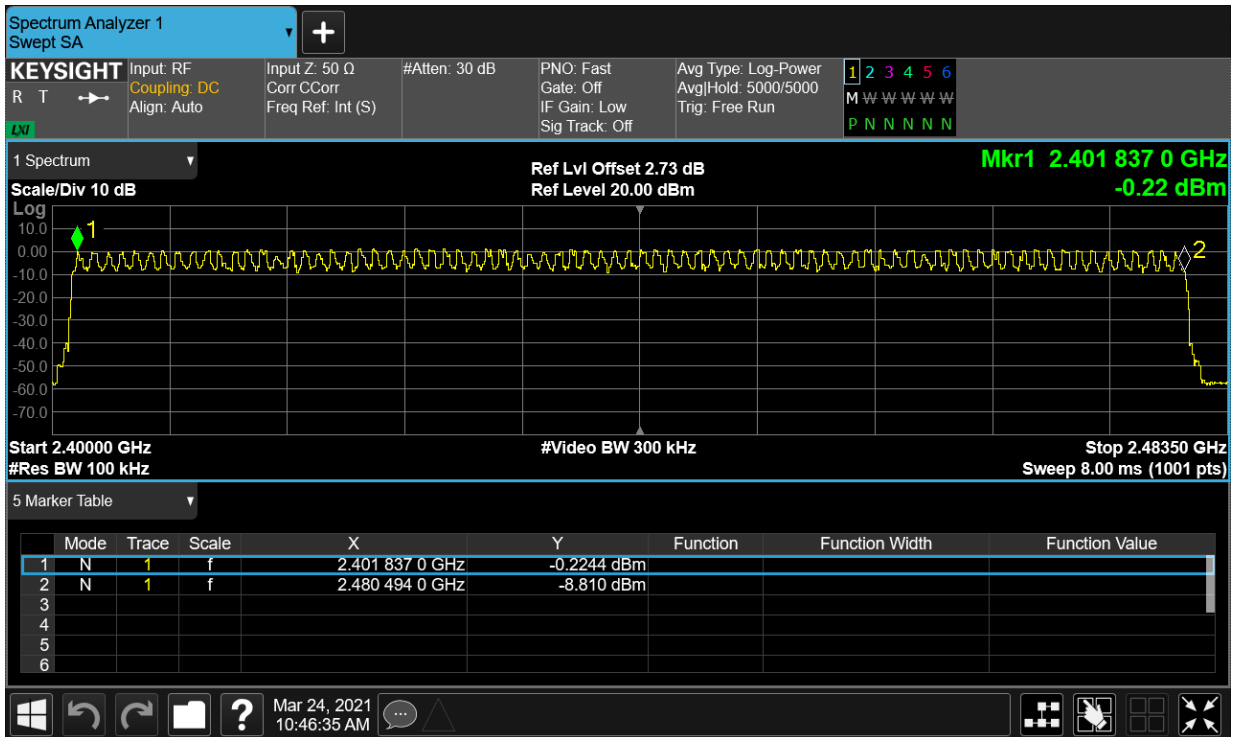 Spectrum Analyzer 1
Swept SA
+
KEYSIGHT
R T
LXI
Input: RF
Coupling: DC
Align: Auto
Input Z: 50 Ω
Corr CCorr
Freq Ref: Int (S)
#Atten: 30 dB
PNO: Fast
Gate: Off
IF Gain: Low
Sig Track: Off
Avg Type: Log-Power
Avg|Hold: 5000/5000
Trig: Free Run
1 2 3 4 5 6
M W W W W W
P N N N N N
1 Spectrum
Scale/Div 10 dB
Ref Lvl Offset 2.73 dB
Ref Level 20.00 dBm
Mkr1 2.401 837 0 GHz
-0.22 dBm
Log
10.0
0.00
-10.0
-20.0
-30.0
-40.0
-50.0
-60.0
-70.0
1
2
Start 2.40000 GHz
#Res BW 100 kHz
#Video BW 300 kHz
Stop 2.48350 GHz
Sweep 8.00 ms (1001 pts)
5 Marker Table
Mode Trace Scale X Y Function Function Width Function Value
1 N 1 f 2.401 837 0 GHz -0.2244 dBm
2 N 1 f 2.480 494 0 GHz -8.810 dBm
3
4
5
6
?
Mar 24, 2021
10:46:35 AM